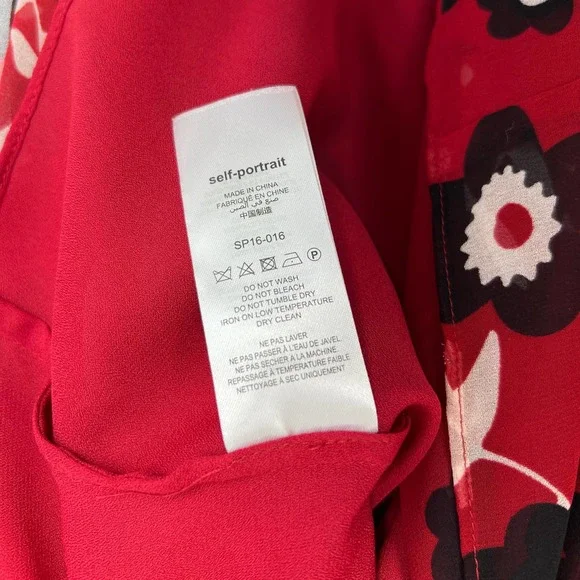 self-portrait
MADE IN CHINA
FABRIQUE EN CHINE
صنع في الصين
中国制造
SP16-016
P
DO NOT WASH
DO NOT BLEACH
DO NOT TUMBLE DRY
IRON ON LOW TEMPERATURE
DRY CLEAN
NE PAS LAVER
NE PAS PASSER À L'EAU DE JAVEL
NE PAS SECHER A LA MACHINE
REPASSAGE À TEMPERATURE FAIBLE
NETTOYAGE À SEC UNIQUEMENT